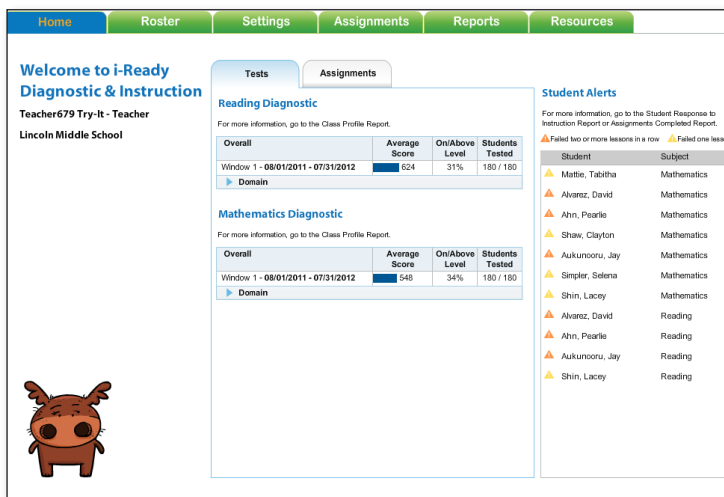 Home Roster Settings Assignments Reports Resources
Welcome to i-Ready
Diagnostic & Instruction
Teacher679 Try-It - Teacher
Lincoln Middle School
Tests Assignments
Reading Diagnostic
For more information, go to the Class Profile Report.
Overall Average Score On/Above Level Students Tested
Window 1 - 08/01/2011 - 07/31/2012 624 31% 180 / 180
Domain
Mathematics Diagnostic
For more information, go to the Class Profile Report.
Overall Average Score On/Above Level Students Tested
Window 1 - 08/01/2011 - 07/31/2012 548 34% 180 / 180
Domain
Student Alerts
For more information, go to the Student Response to
Instruction Report or Assignments Completed Report.
Failed two or more lessons in a row Failed one less
Student Subject
Mattie, Tabitha Mathematics
Alvarez, David Mathematics
Ahn, Pearlie Mathematics
Shaw, Clayton Mathematics
Aukunooru, Jay Mathematics
Simpler, Selena Mathematics
Shin, Lacey Mathematics
Alvarez, David Reading
Ahn, Pearlie Reading
Aukunooru, Jay Reading
Shin, Lacey Reading